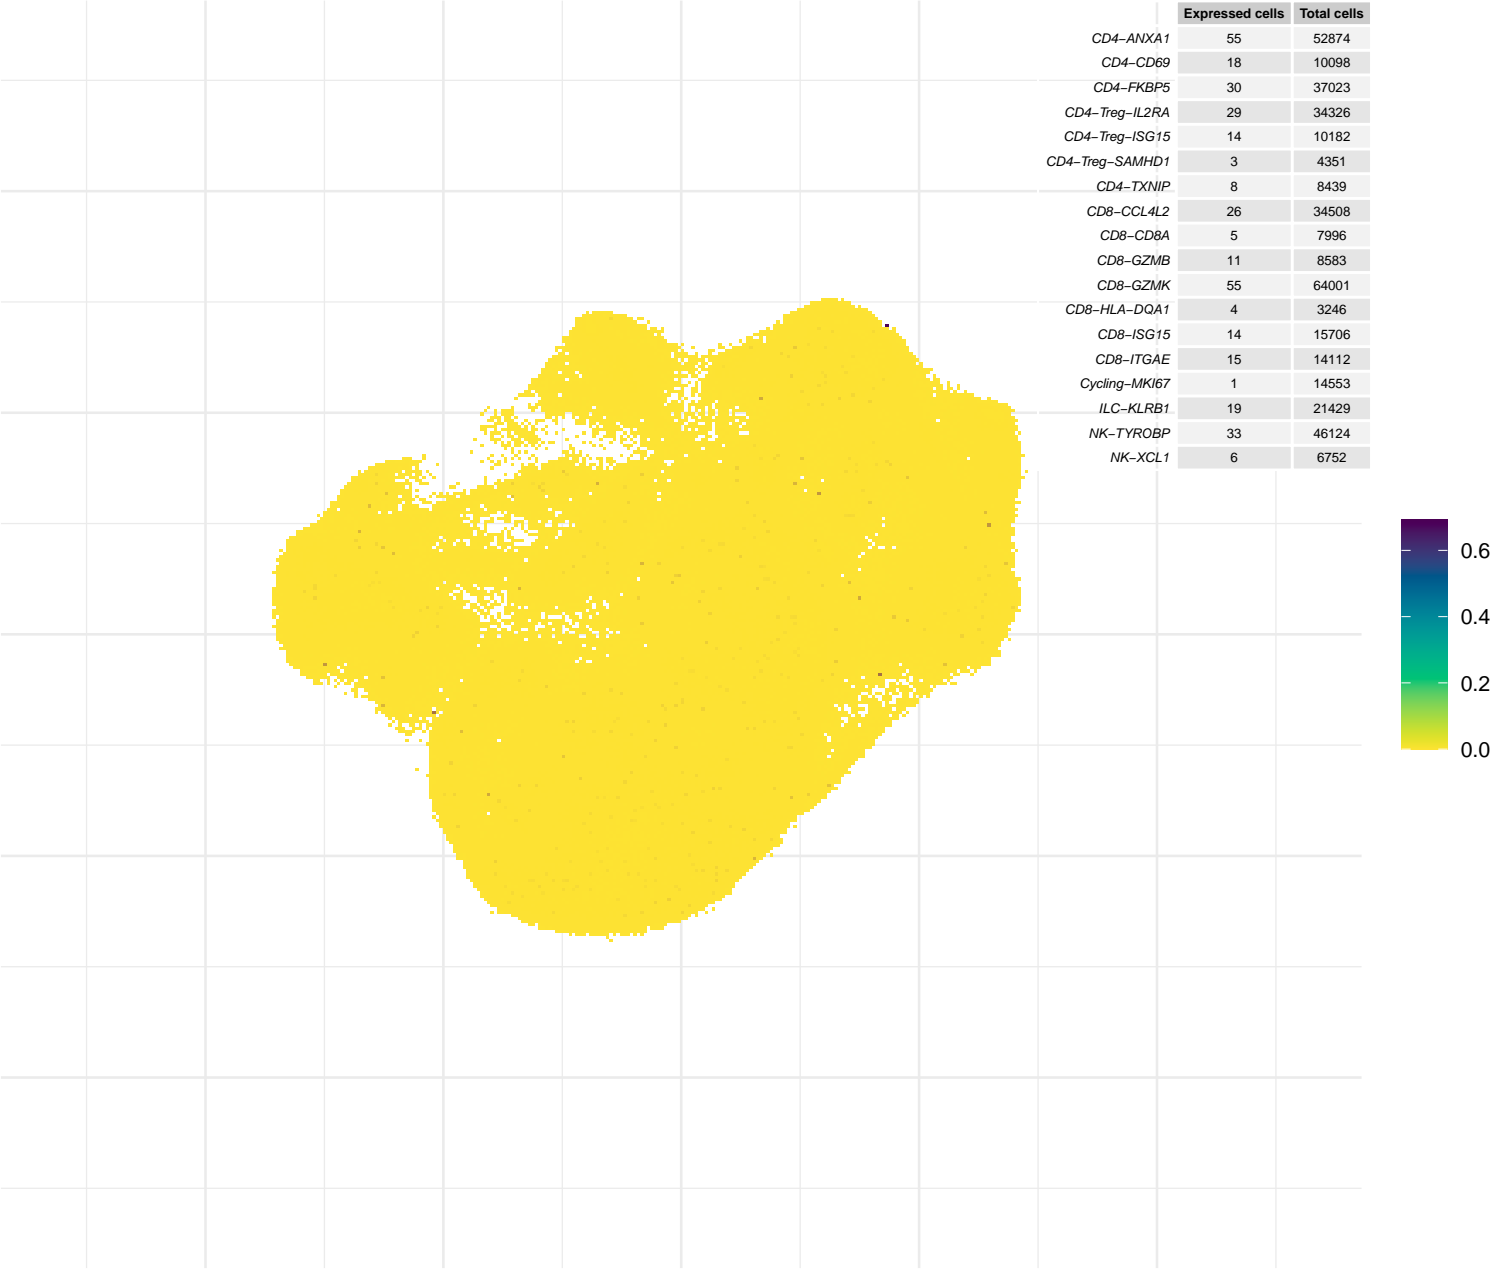 Expressed cells Total cells
CD4−ANXA1 55 52874
CD4−CD69 18 10098
CD4−FKBP5 30 37023
CD4−Treg−IL2RA 29 34326
CD4−Treg−ISG15 14 10182
CD4−Treg−SAMHD1 3 4351
CD4−TXNIP 8 8439
CD8−CCL4L2 26 34508
CD8−CD8A 5 7996
CD8−GZMB 11 8583
CD8−GZMK 55 64001
CD8−HLA−DQA1 4 3246
CD8−ISG15 14 15706
CD8−ITGAE 15 14112
Cycling−MKI67 1 14553
ILC−KLRB1 19 21429
NK−TYROBP 33 46124
NK−XCL1 6 6752
0.6
0.4
0.2
0.0